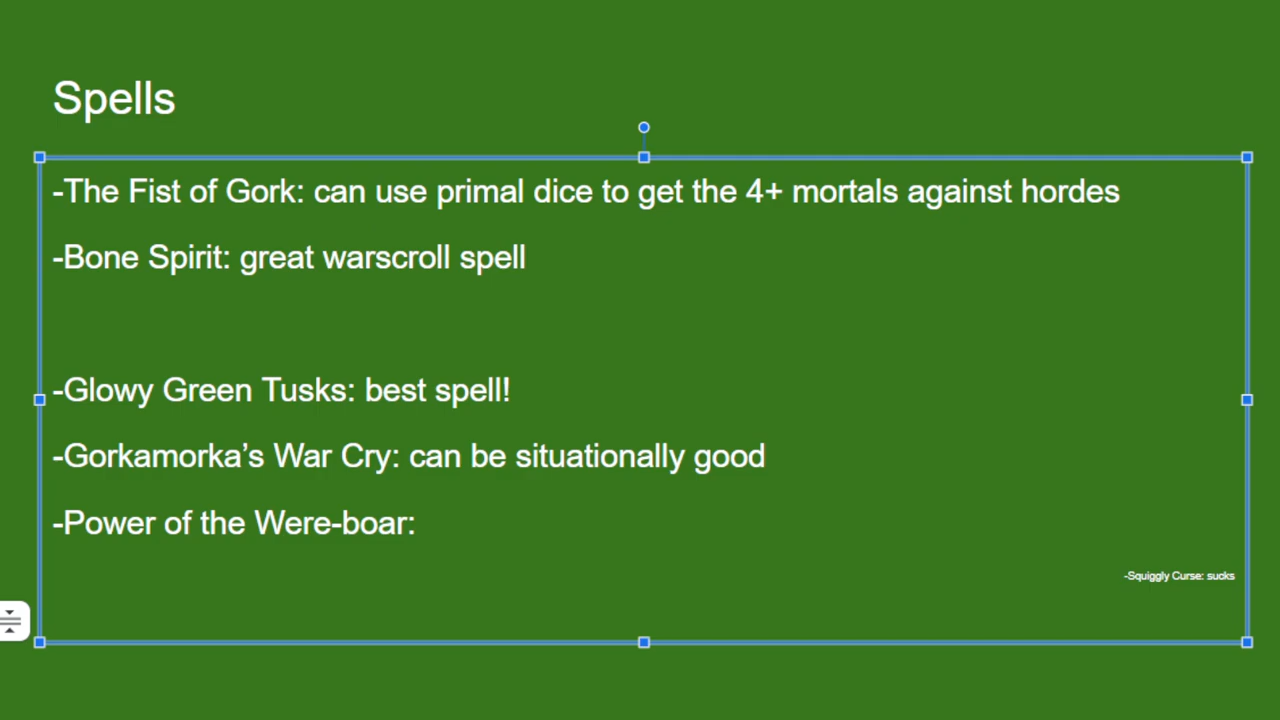 Spells
-The Fist of Gork: can use primal dice to get the 4+ mortals against hordes
-Bone Spirit: great warscroll spell
-Glowy Green Tusks: best spell!
-Gorkamorka’s War Cry: can be situationally good
-Power of the Were-boar:
-Squiggly Curse: sucks